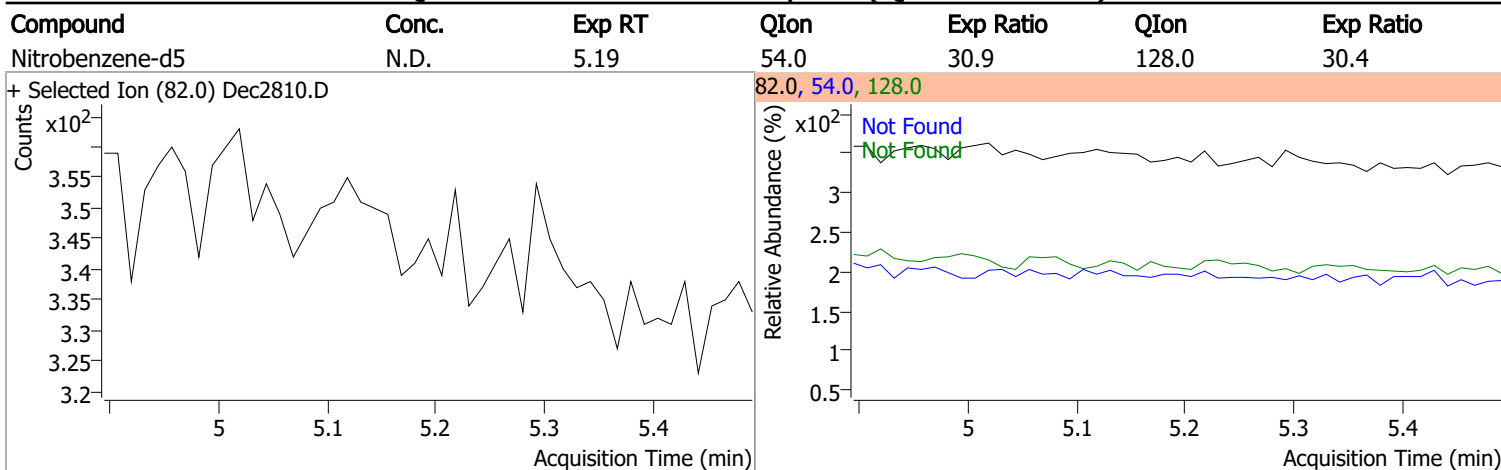 Compound Conc. Exp RT QIon Exp Ratio QIon Exp Ratio
Nitrobenzene-d5 N.D. 5.19 54.0 30.9 128.0 30.4
+ Selected Ion (82.0) Dec2810.D
Counts
x10²
3.55
3.5
3.45
3.4
3.35
3.3
3.25
3.2
5 5.1 5.2 5.3 5.4
Acquisition Time (min)
82.0, 54.0, 128.0
Relative Abundance (%)
x10²
Not Found
Not Found
3
2.5
2
1.5
1
0.5
5 5.1 5.2 5.3 5.4
Acquisition Time (min)